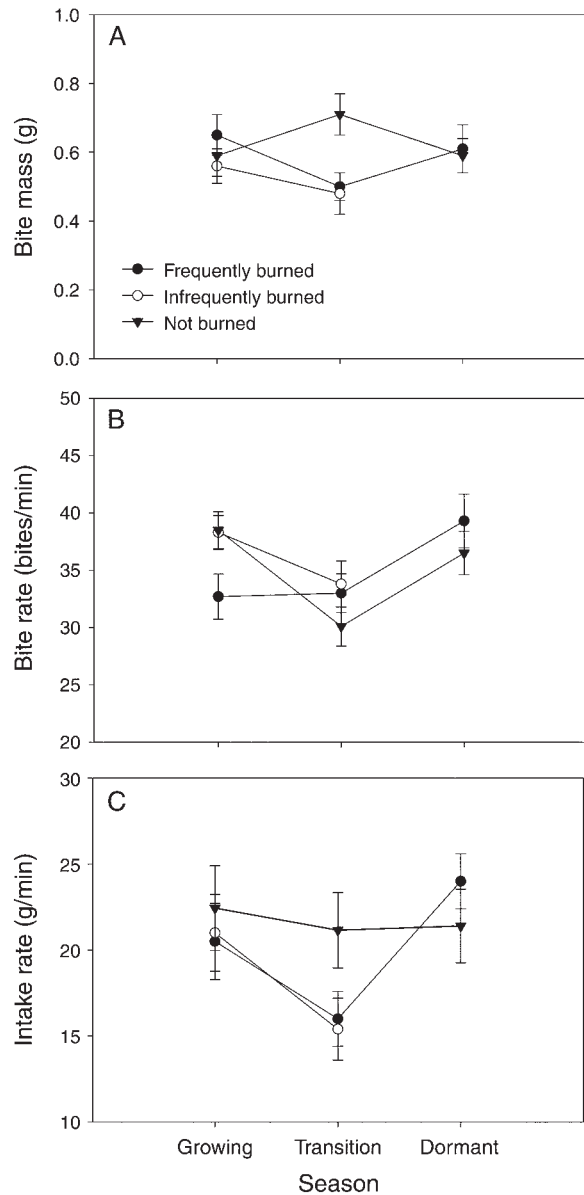 A
Bite mass (g)
1.0
0.8
0.6
0.4
0.2
0.0
Frequently burned
Infrequently burned
Not burned
B
Bite rate (bites/min)
50
45
40
35
30
25
20
C
Intake rate (g/min)
30
25
20
15
10
Growing Transition Dormant
Season